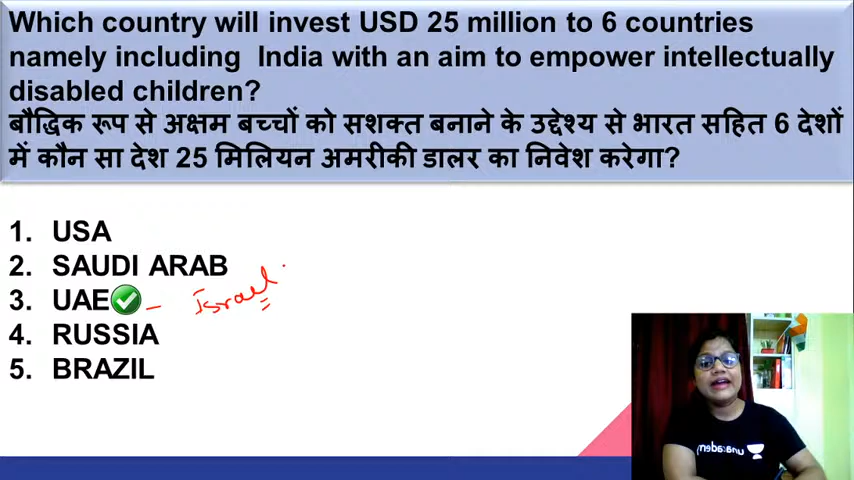 Which country will invest USD 25 million to 6 countries
namely including India with an aim to empower intellectually
disabled children?
बौद्धिक रूप से अक्षम बच्चों को सशक्त बनाने के उद्देश्य से भारत सहित 6 देशों
में कौन सा देश 25 मिलियन अमरीकी डालर का निवेश करेगा?
1. USA
2. SAUDI ARAB
3. UAE - Israel
4. RUSSIA
5. BRAZIL
unacademy